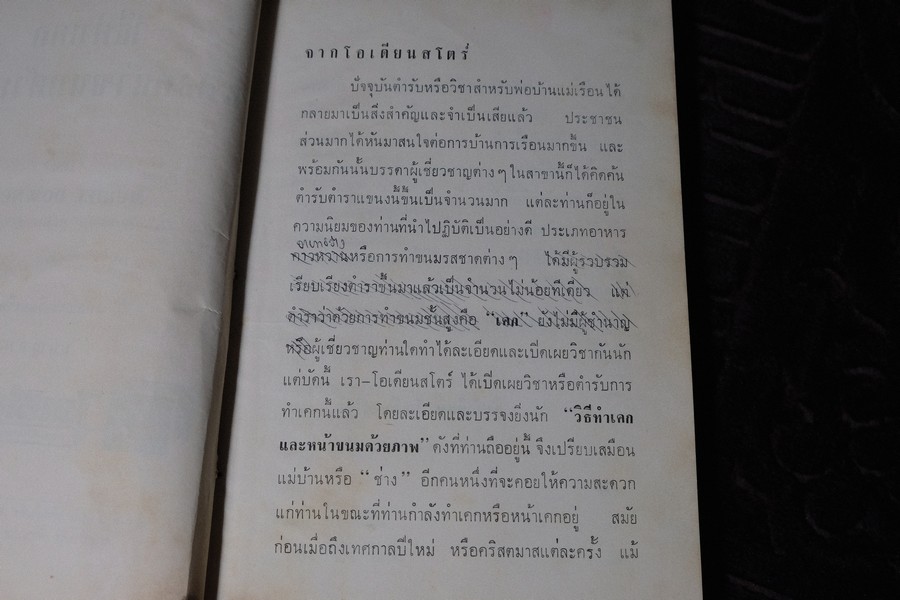 จากโอเดียนสโตร์
ปัจจุบันตำรับหรือวิชาสำหรับพ่อบ้านแม่เรือนได้
กลายมาเป็นสิ่งสำคัญและจำเป็นเสียแล้ว ประชาชน
ส่วนมากได้หันมาสนใจต่อการบ้านการเรือนมากขึ้น และ
พร้อมกันนั้นบรรดาผู้เชี่ยวชาญต่างๆในสาขานี้ก็ได้คิดค้น
ตำรับตำราแขนงนี้ขึ้นเป็นจำนวนมาก แต่ละท่านก็อยู่ใน
ความนิยมของท่านที่นำไปปฏิบัติเป็นอย่างดี ประเภทอาหาร
คาวหวานหรือการทำขนมรสชาดต่างๆ ได้มีผู้รวบรวม
เรียบเรียงตำราขึ้นมาแล้วเป็นจำนวนไม่น้อยทีเดียว แต่
ตำราว่าด้วยการทำขนมชั้นสูงคือ “เคก” ยังไม่มีผู้ชำนาญ
หรือผู้เชี่ยวชาญท่านใดทำได้ละเอียดและเปิดเผยวิชากันนัก
แต่บัดนี้ เรา–โอเดียนสโตร์ ได้เปิดเผยวิชาหรือตำรับการ
ทำเคกนี้แล้ว โดยละเอียดและบรรจงยิ่งนัก “วิธีทำเคก
และหน้าขนมด้วยภาพ” ดังที่ท่านถืออยู่นี้ จึงเปรียบเสมือน
แม่บ้านหรือ “ช่าง” อีกคนหนึ่งที่จะคอยให้ความสะดวก
แก่ท่านในขณะที่ท่านกำลังทำเคกหรือหน้าเคกอยู่ สมัย
ก่อนเมื่อถึงเทศกาลปีใหม่ หรือคริสตมาสแต่ละครั้ง แม้